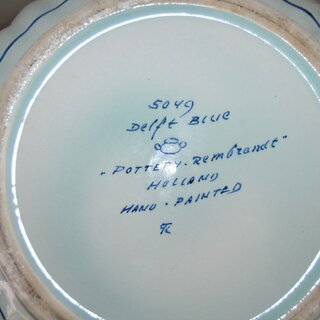 5049
Delft Blue
"POTTERY-Rembrandt"
HOLLAND
HAND-PAINTED